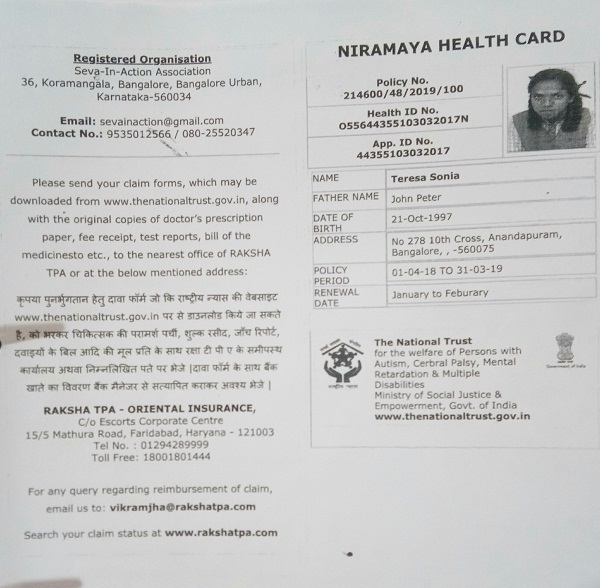 Registered Organisation
Seva-In-Action Association
36, Koramangala, Bangalore, Bangalore Urban,
Karnataka-560034
Email: sevainaction@gmail.com
Contact No.: 9535012566 / 080-25520347
Please send your claim forms, which may be
downloaded from www.thenationaltrust.gov.in, along
with the original copies of doctor's prescription
paper, fee receipt, test reports, bill of the
medicinesto etc., to the nearest office of RAKSHA
TPA or at the below mentioned address:
कृपया पुनर्भुगतान हेतु दावा फॉर्म जो कि राष्ट्रीय न्यास की वेबसाइट
www.thenationaltrust.gov.in पर से डाउनलोड किये जा सकते
है, को भरकर चिकित्सक की परामर्श पर्ची, शुल्क रसीद, जाँच रिपोर्ट,
दवाइयों के बिल आदि की मूल प्रति के साथ रक्षा टी पी ए के समीपस्थ
कार्यालय अथवा निम्नलिखित पते पर भेजे |दावा फॉर्म के साथ बैंक
खाते का विवरण बैंक मैनेजर से सत्यापित कराकर अवश्य भेजे |
RAKSHA TPA - ORIENTAL INSURANCE,
C/o Escorts Corporate Centre
15/5 Mathura Road, Faridabad, Haryana - 121003
Tel No. : 01294289999
Toll Free: 18001801444
For any query regarding reimbursement of claim,
email us to: vikramjha@rakshatpa.com
Search your claim status at www.rakshatpa.com
NIRAMAYA HEALTH CARD
Policy No.
214600/48/2019/100
Health ID No.
O55644355103032017N
App. ID No.
44355103032017
NAME Teresa Sonia
FATHER NAME John Peter
DATE OF BIRTH 21-Oct-1997
ADDRESS No 278 10th Cross, Anandapuram,
Bangalore, , -560075
POLICY PERIOD 01-04-18 TO 31-03-19
RENEWAL DATE January to Feburary
The National Trust
for the welfare of Persons with
Autism, Cerbral Palsy, Mental
Retardation & Multiple
Disabilities
Ministry of Social Justice &
Empowerment, Govt. of India
www.thenationaltrust.gov.in
राष्ट्रीय न्यास
Government of India